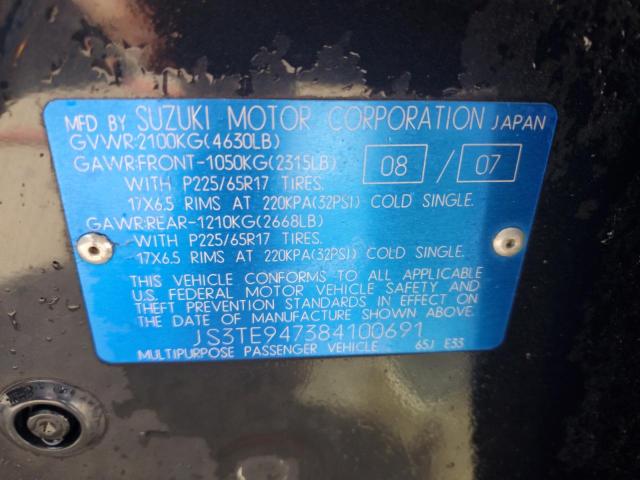 MFD BY SUZUKI MOTOR CORPORATION JAPAN
GVWR:2100KG(4630LB)
GAWR:FRONT-1050KG(2315LB) 08 / 07
WITH P225/65R17 TIRES.
17X6.5 RIMS AT 220KPA(32PSI) COLD SINGLE.
GAWR:REAR-1210KG(2668LB)
WITH P225/65R17 TIRES.
17X6.5 RIMS AT 220KPA(32PSI) COLD SINGLE.
THIS VEHICLE CONFORMS TO ALL APPLICABLE
U.S. FEDERAL MOTOR VEHICLE SAFETY AND
THEFT PREVENTION STANDARDS IN EFFECT ON
THE DATE OF MANUFACTURE SHOWN ABOVE.
JS3TE947384100691
MULTIPURPOSE PASSENGER VEHICLE 65J E33